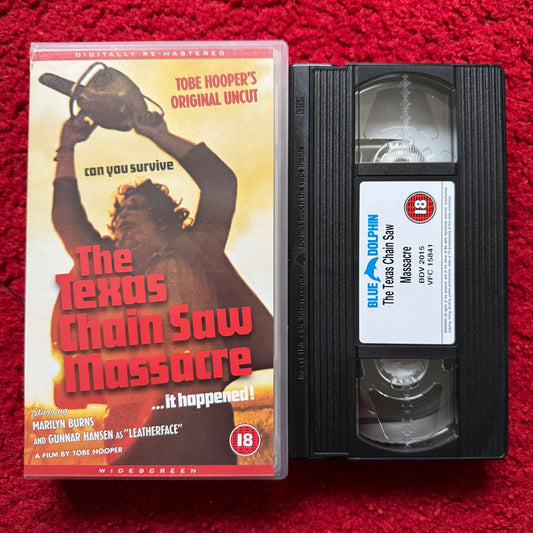 DIGITALLY RE-MASTERED
TOBE HOOPER'S
ORIGINAL UNCUT
can you survive
The
Texas
Chain Saw
Massacre
...it happened!
Starring
MARILYN BURNS
AND GUNNAR HANSEN AS "LEATHERFACE"
A FILM BY TOBE HOOPER
18
WIDESCREEN
BLUE DOLPHIN
The Texas Chain Saw
Massacre
BDV 2015
VFC 15841
18